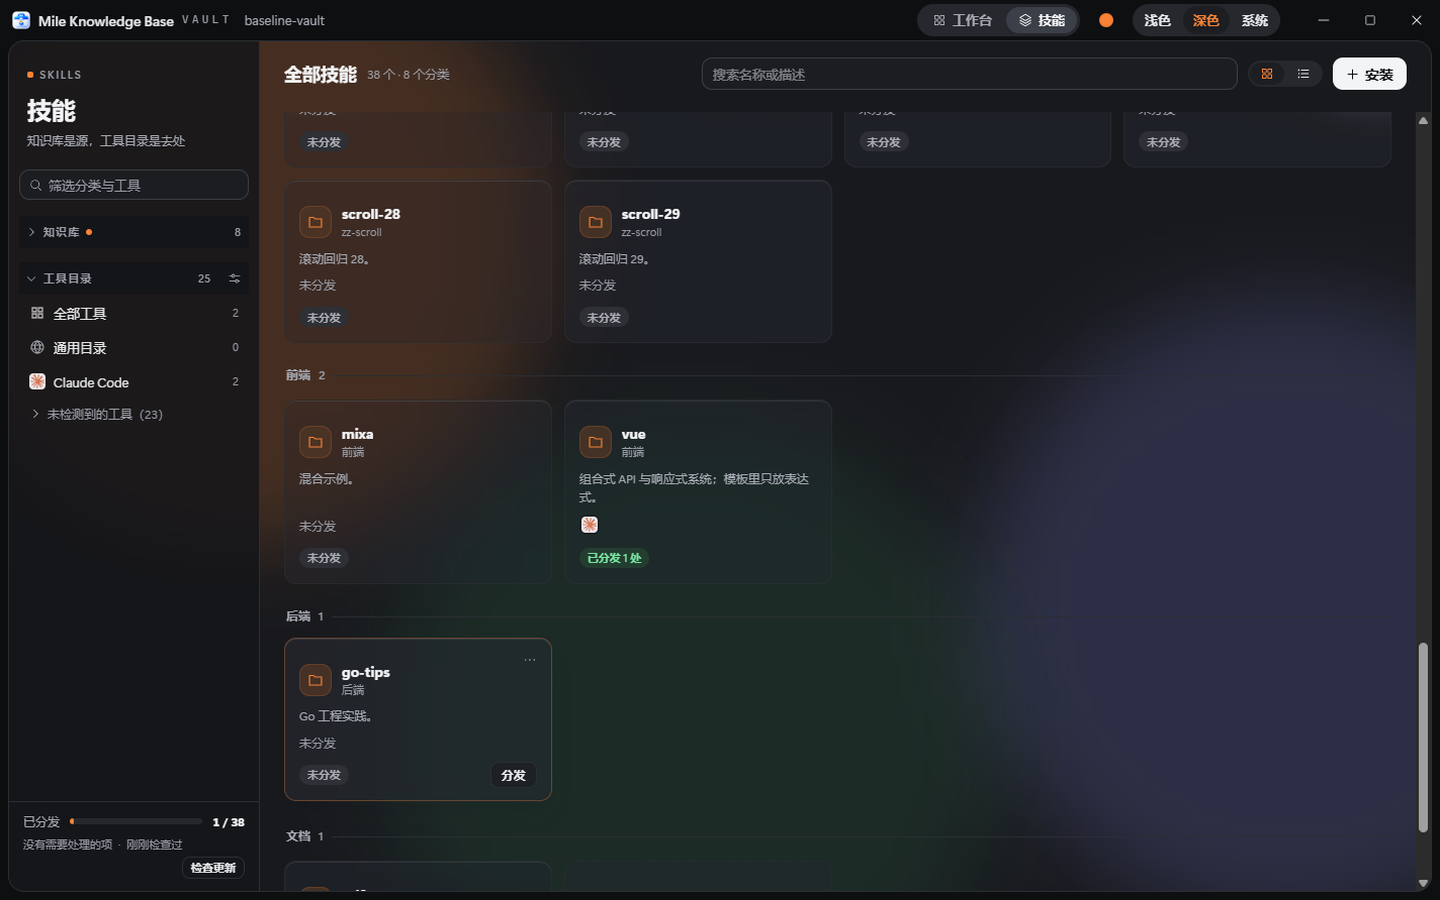 Mile Knowledge Base VAULT baseline-vault
工作台 技能 浅色 深色 系统
SKILLS
技能
知识库是源，工具目录是去处
筛选分类与工具
知识库 8
工具目录 25
全部工具 2
通用目录 0
Claude Code 2
未检测到的工具（23）
已分发 1 / 38
没有需要处理的项 · 刚刚检查过
检查更新
全部技能 38 个 · 8 个分类
搜索名称或描述
安装
未分发 未分发 未分发 未分发
scroll-28
zz-scroll
滚动回归 28。
未分发
未分发
scroll-29
zz-scroll
滚动回归 29。
未分发
未分发
前端 2
mixa
前端
混合示例。
未分发
未分发
vue
前端
组合式 API 与响应式系统；模板里只放表达
式。
已分发 1 处
后端 1
go-tips
后端
Go 工程实践。
未分发
未分发 分发
文档 1